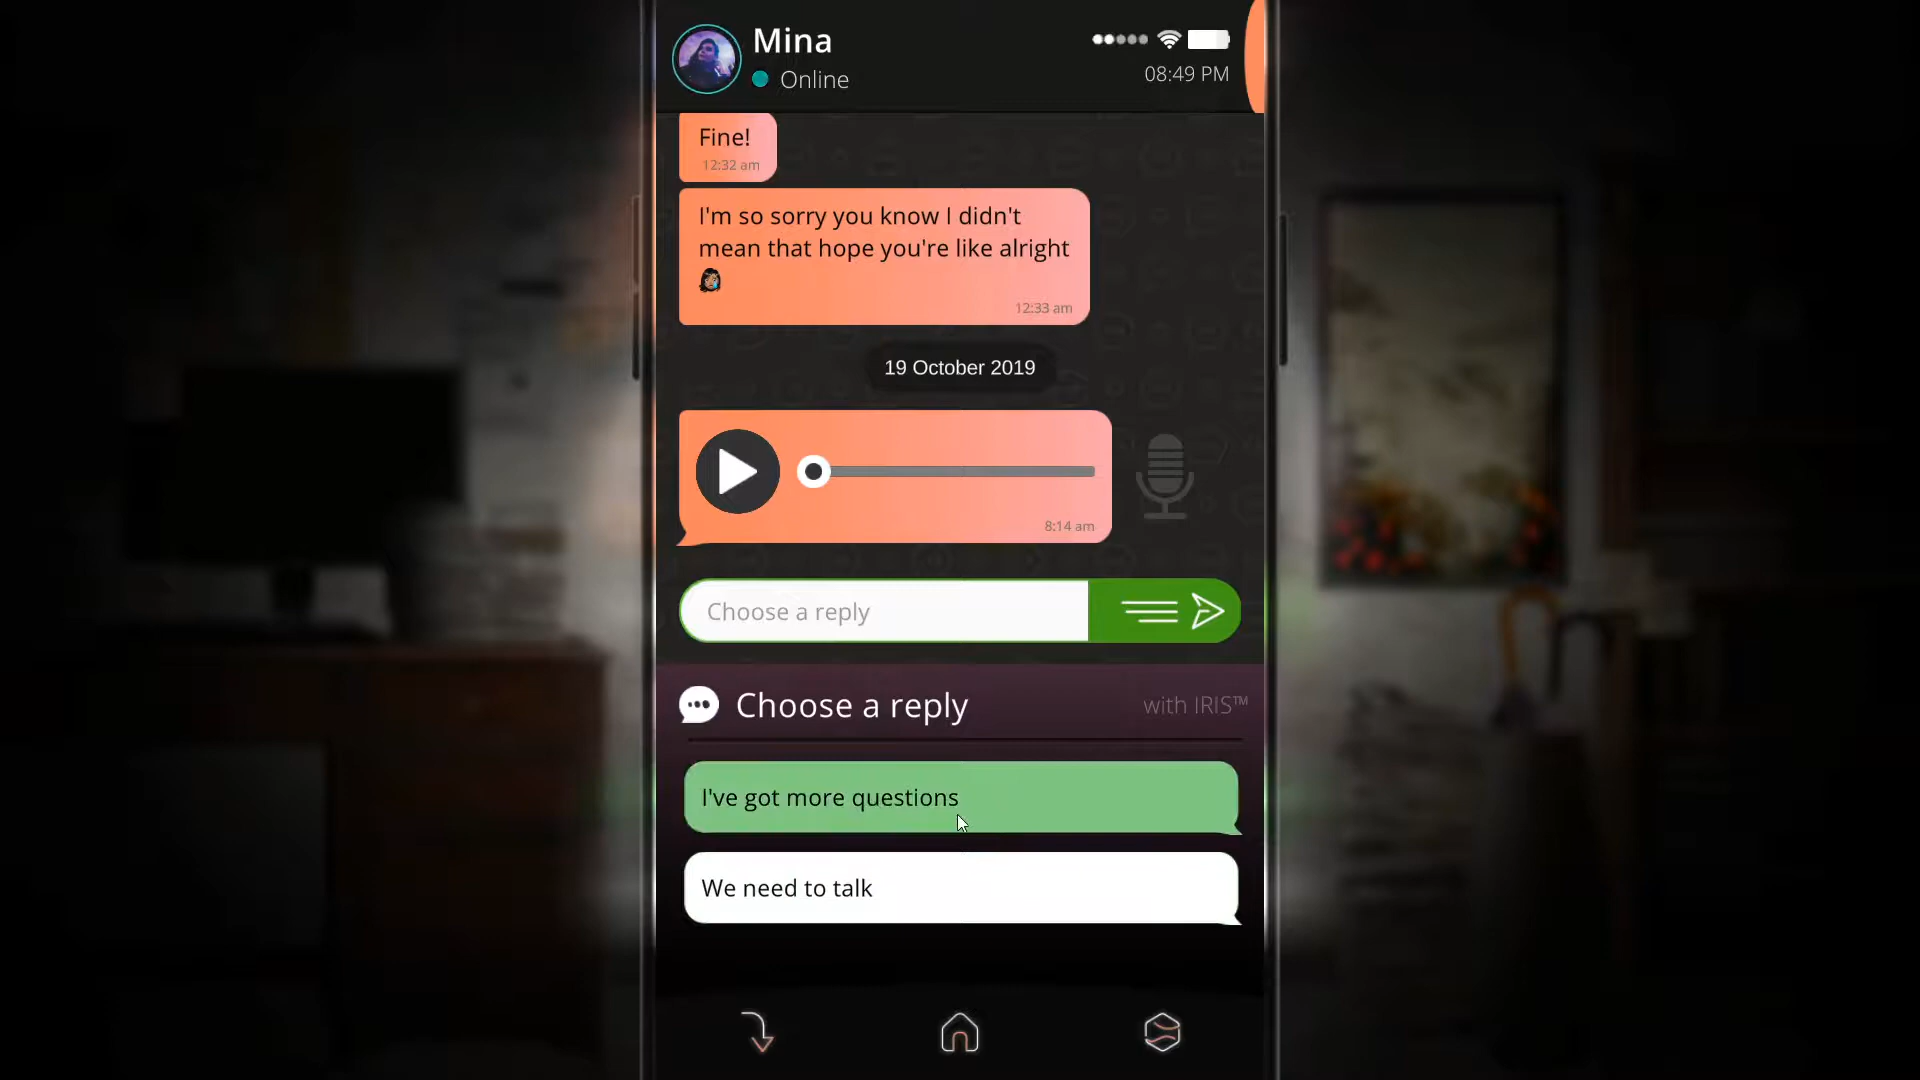 Mina
Online
08:49 PM
Fine!
12:32 am
I'm so sorry you know I didn't
mean that hope you're like alright
12:33 am
19 October 2019
8:14 am
Choose a reply
Choose a reply
with IRIS™
I've got more questions
We need to talk